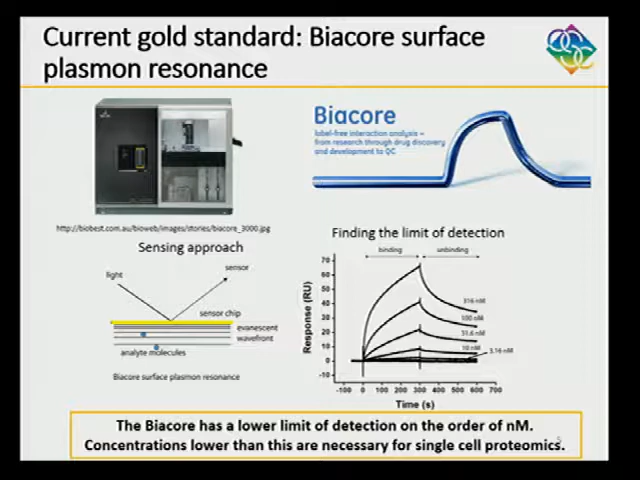 Current gold standard: Biacore surface
plasmon resonance
Biacore
label-free interaction analysis –
from research through drug discovery
and development to QC
http://biobest.com.au/bioweb/images/stories/biacore_3000.jpg
Sensing approach
light
sensor
sensor chip
evanescent
wavefront
analyte molecules
Biacore surface plasmon resonance
Finding the limit of detection
binding
unbinding
Response (RU)
70
60
50
40
30
20
10
0
-10
316 nM
100 nM
31.6 nM
10 nM
3.16 nM
-100 0 100 200 300 400 500 600 700
Time (s)
The Biacore has a lower limit of detection on the order of nM.
Concentrations lower than this are necessary for single cell proteomics.